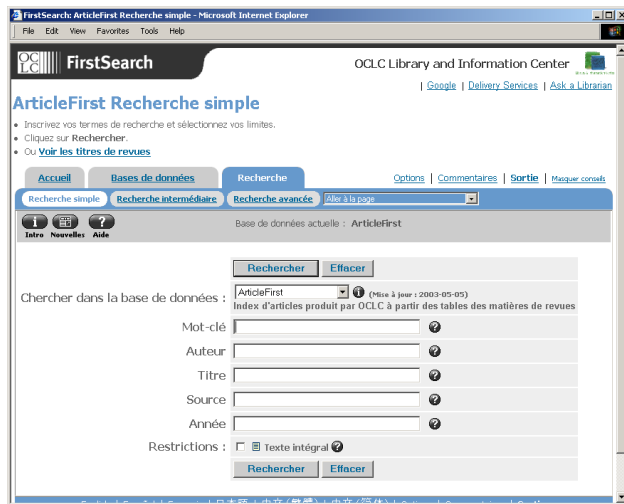 FirstSearch: ArticleFirst Recherche simple - Microsoft Internet Explorer
File Edit View Favorites Tools Help
OCLC FirstSearch
OCLC Library and Information Center
| Google | Delivery Services | Ask a Librarian
ArticleFirst Recherche simple
• Inscrivez vos termes de recherche et sélectionnez vos limites.
• Cliquez sur Rechercher.
• Ou Voir les titres de revues
Accueil Bases de données Recherche Options | Commentaires | Sortie | Masquer conseils
Recherche simple Recherche intermédiaire Recherche avancée Aller à la page
Intro Nouvelles Aide
Base de données actuelle : ArticleFirst
Rechercher Effacer
Chercher dans la base de données : ArticleFirst (Mise à jour : 2003-05-05)
Index d'articles produit par OCLC à partir des tables des matières de revues
Mot-clé
Auteur
Titre
Source
Année
Restrictions : Texte intégral
Rechercher Effacer